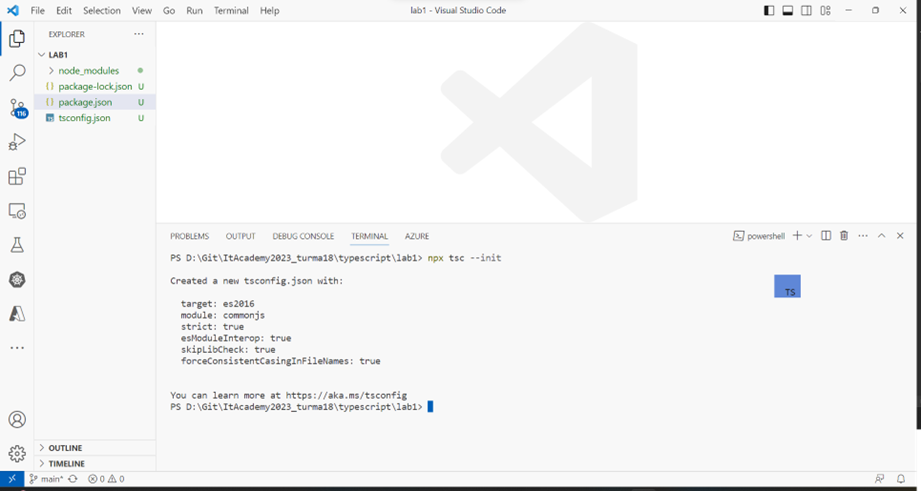 File Edit Selection View Go Run Terminal Help
lab1 - Visual Studio Code
EXPLORER
LAB1
node_modules
package-lock.json U
package.json U
tsconfig.json U
116
PROBLEMS OUTPUT DEBUG CONSOLE TERMINAL AZURE
powershell
PS D:\Git\ItAcademy2023_turma18\typescript\lab1> npx tsc --init
Created a new tsconfig.json with:
TS
target: es2016
module: commonjs
strict: true
esModuleInterop: true
skipLibCheck: true
forceConsistentCasingInFileNames: true
You can learn more at https://aka.ms/tsconfig
PS D:\Git\ItAcademy2023_turma18\typescript\lab1>
OUTLINE
TIMELINE
main* 0 0